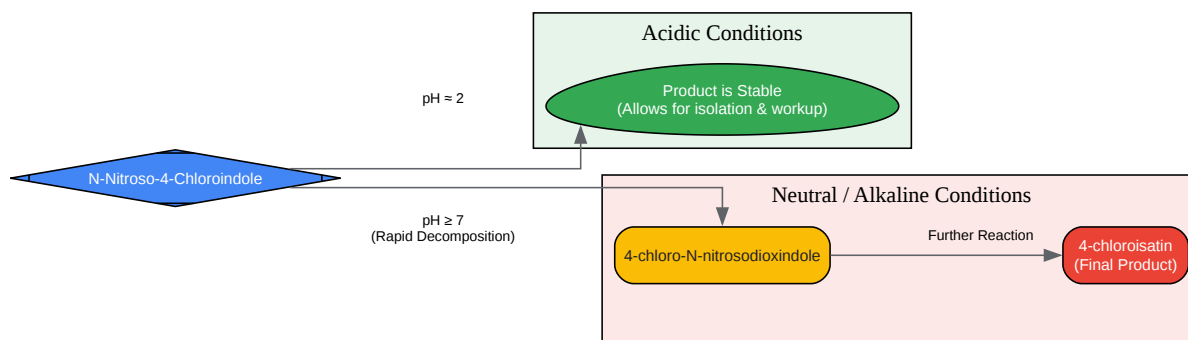 Acidic Conditions
Product is Stable
(Allows for isolation & workup)
pH ≈ 2
N-Nitroso-4-Chloroindole
pH ≥ 7
(Rapid Decomposition)
Neutral / Alkaline Conditions
4-chloro-N-nitrosodioxindole
Further Reaction
4-chloroisatin
(Final Product)